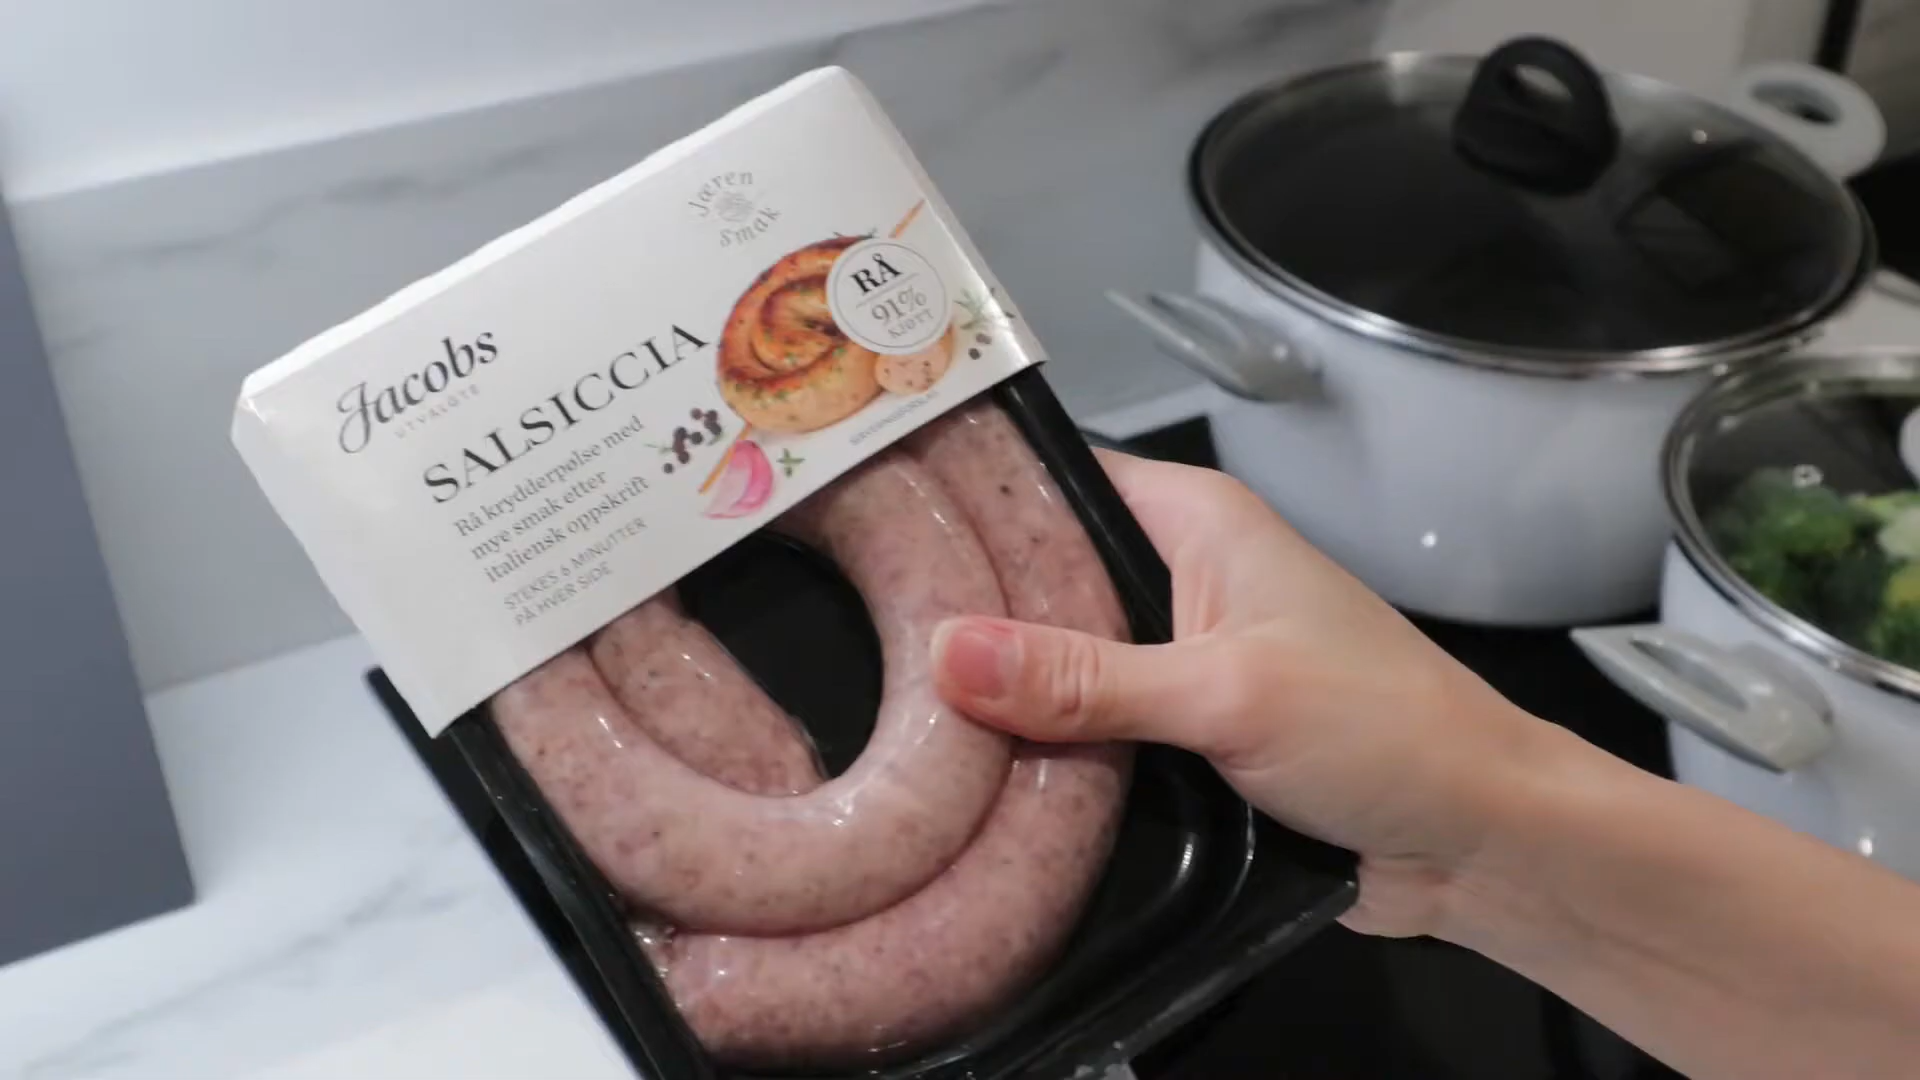 Jæren
Smak
RÅ
91%
KJØTT
Jacobs
UTVALGTE
SALSICCIA
Rå krydderpølse med
mye smak etter
italiensk oppskrift
STEKES 6 MINUTTER
PÅ HVER SIDE
SERVERINGSFORSLAG